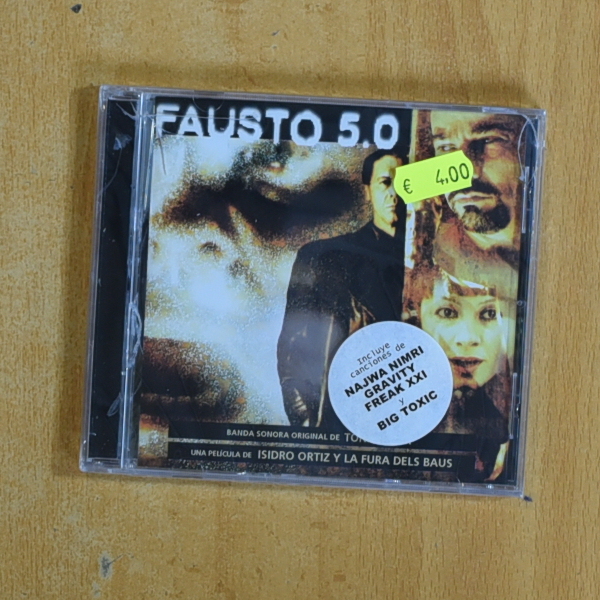 FAUSTO 5.0
€ 4,00
Incluye
canciones de
NAJWA NIMRI
GRAVITY
FREAK XXI
y
BIG TOXIC
BANDA SONORA ORIGINAL DE
UNA PELÍCULA DE ISIDRO ORTIZ Y LA FURA DELS BAUS